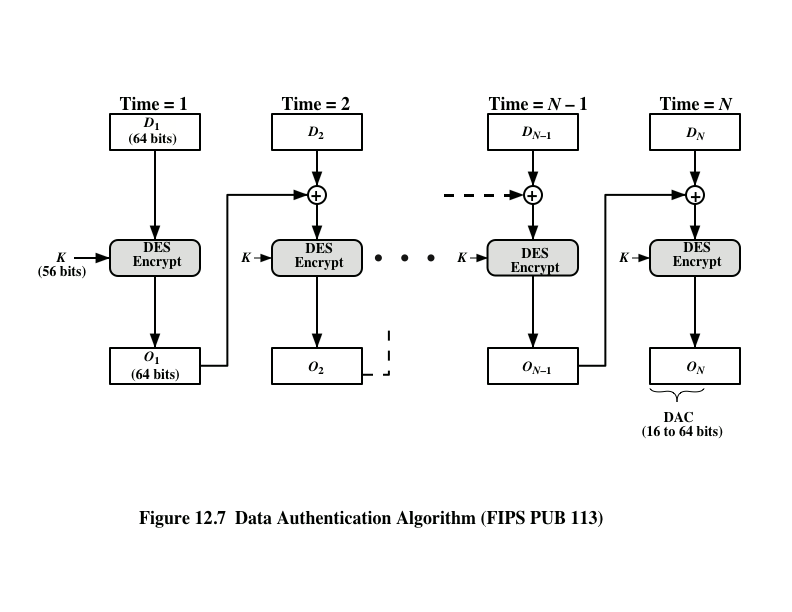 Time = 1
Time = 2
Time = N – 1
Time = N
D1
(64 bits)
D2
DN–1
DN
+
+
+
K
(56 bits)
DES
Encrypt
K
DES
Encrypt
• • •
K
DES
Encrypt
K
DES
Encrypt
O1
(64 bits)
O2
ON–1
ON
DAC
(16 to 64 bits)
Figure 12.7 Data Authentication Algorithm (FIPS PUB 113)